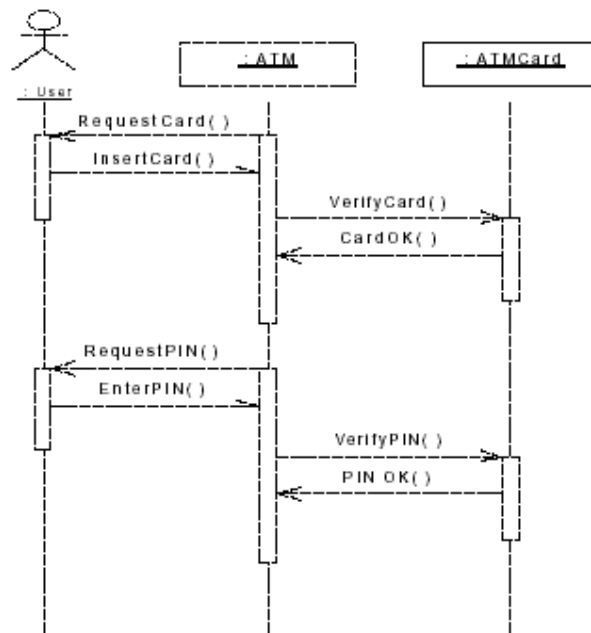 : ATM
: ATMCard
: User
RequestCard( )
InsertCard( )
VerifyCard( )
CardOK( )
RequestPIN( )
EnterPIN( )
VerifyPIN( )
PIN OK( )